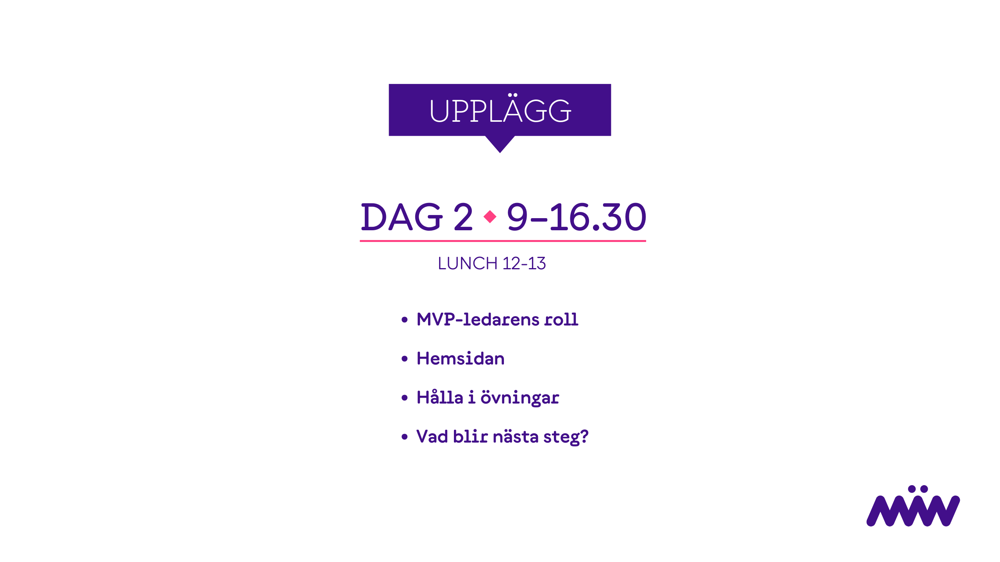 UPPLÄGG
DAG 2 ◆ 9–16.30
LUNCH 12-13
• MVP-ledarens roll
• Hemsidan
• Hålla i övningar
• Vad blir nästa steg?
MÄN